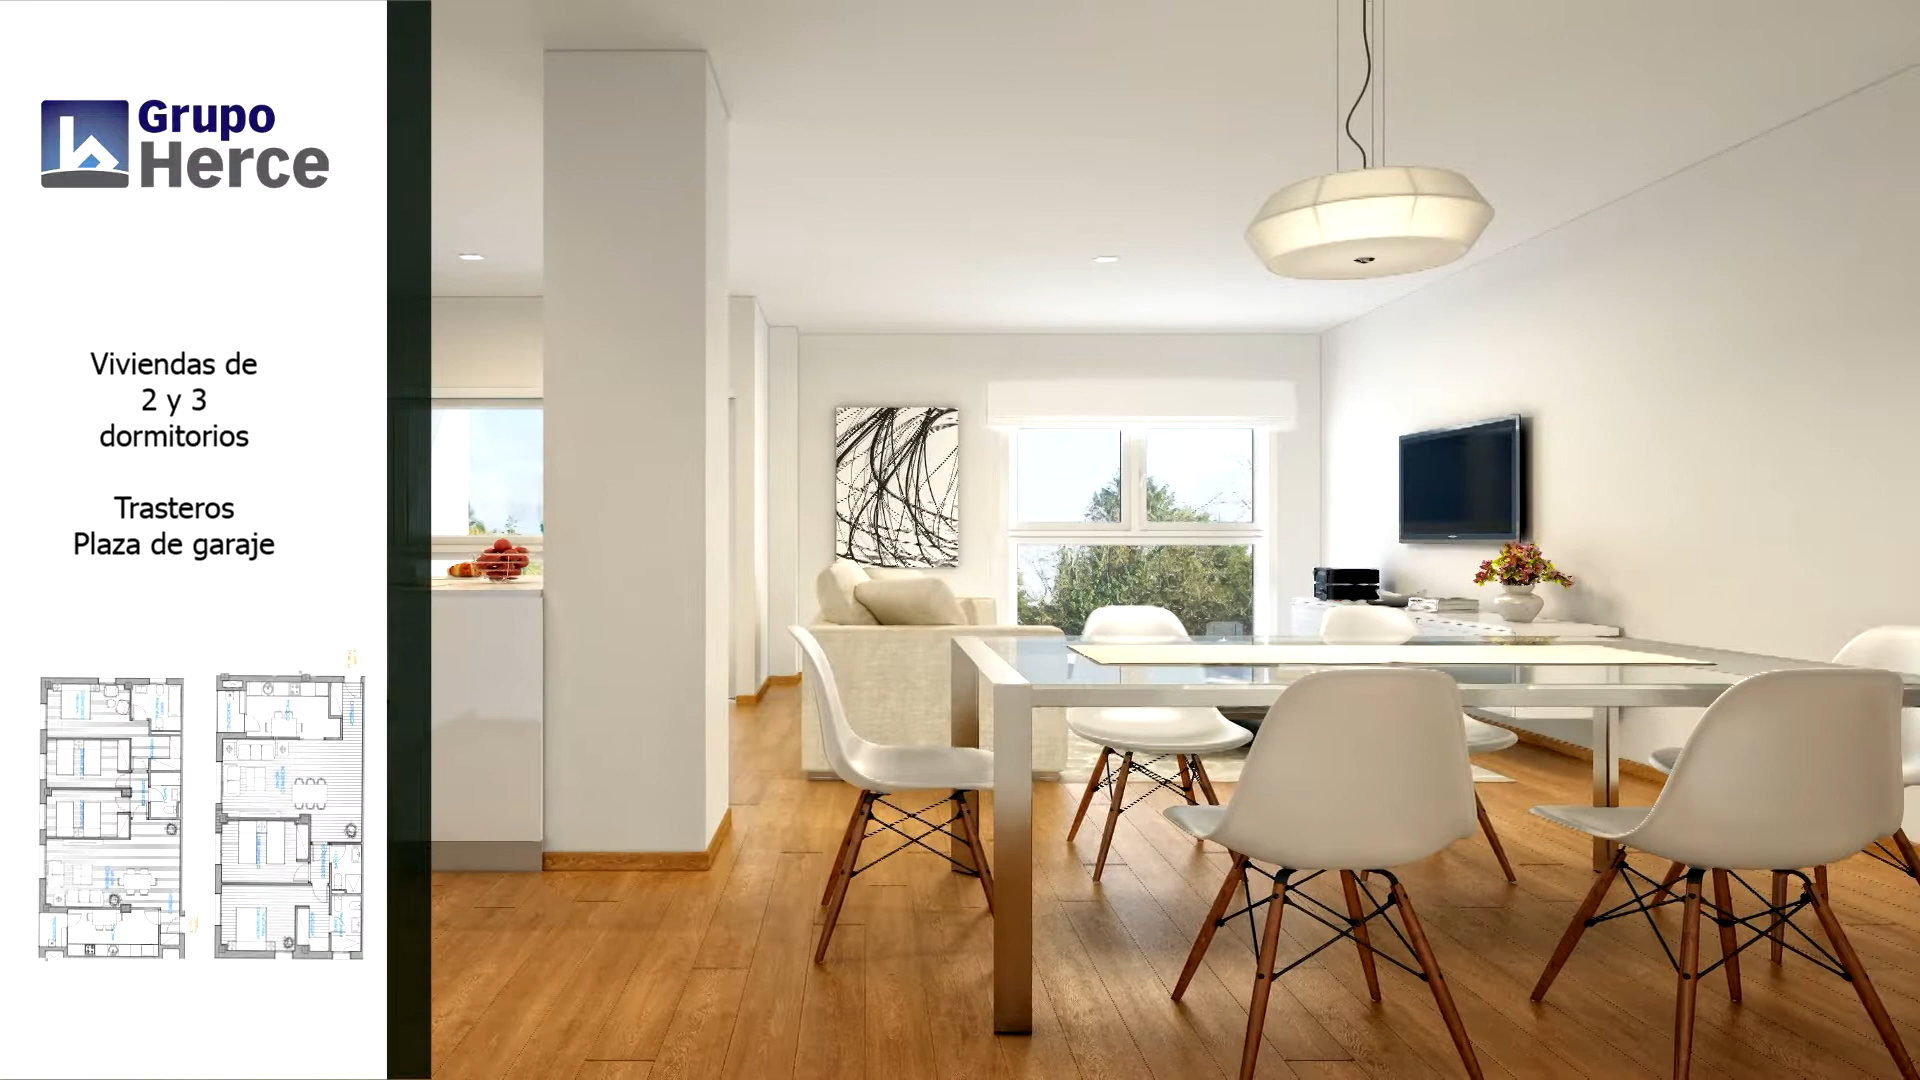 Grupo
Herce
Viviendas de
2 y 3
dormitorios
Trasteros
Plaza de garaje